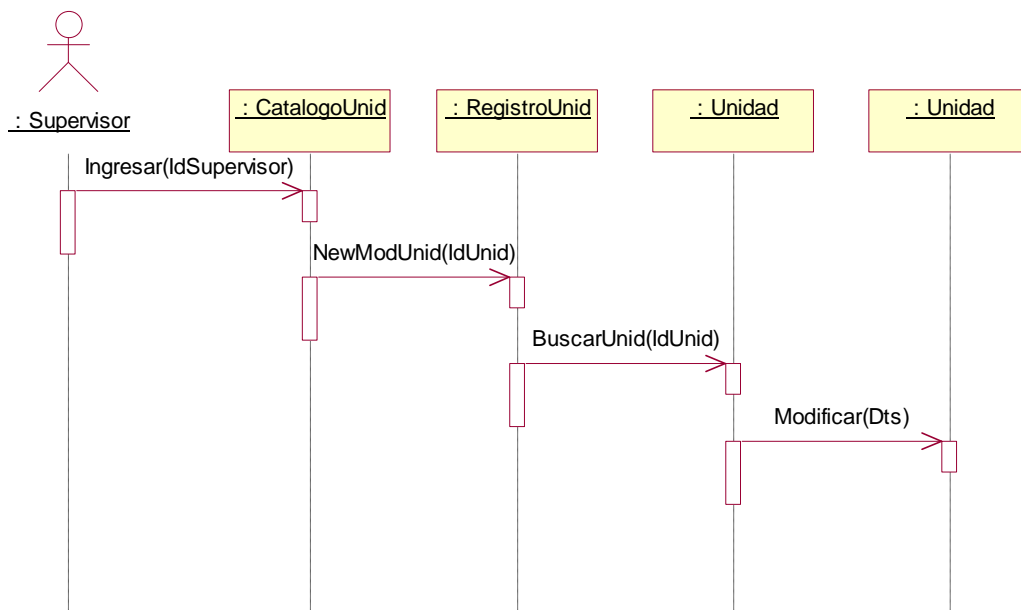 : Supervisor
: CatalogoUnid
: RegistroUnid
: Unidad
: Unidad
Ingresar(IdSupervisor)
NewModUnid(IdUnid)
BuscarUnid(IdUnid)
Modificar(Dts)